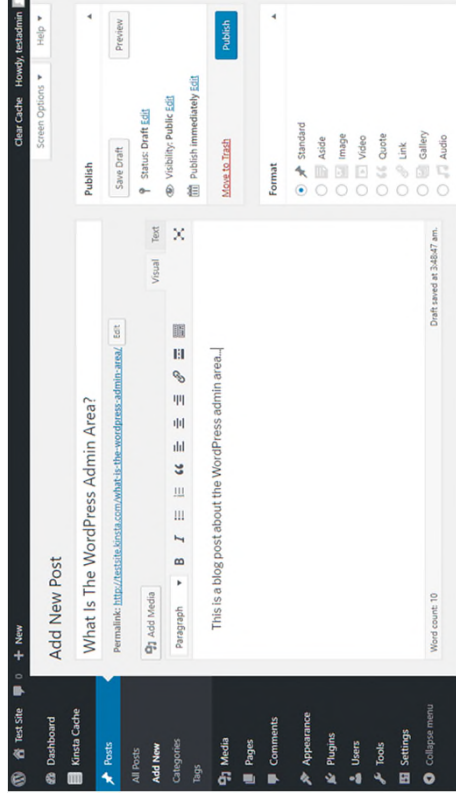 Test Site 0 + New Clear Cache Howdy, testadmin
Screen Options ▼ Help ▼
Dashboard
Kinsta Cache
Posts
All Posts
Add New
Categories
Tags
Media
Pages
Comments
Appearance
Plugins
Users
Tools
Settings
Collapse menu
Add New Post
What Is The WordPress Admin Area?
Permalink: http://testsite.kinsta.com/what-is-the-wordpress-admin-area/ Edit
Add Media Visual Text
Paragraph ▼ B I
This is a blog post about the WordPress admin area...
Word count: 10 Draft saved at 3:48:47 am.
Publish
Save Draft Preview
Status: Draft Edit
Visibility: Public Edit
Publish immediately Edit
Move to Trash Publish
Format
Standard
Aside
Image
Video
Quote
Link
Gallery
Audio